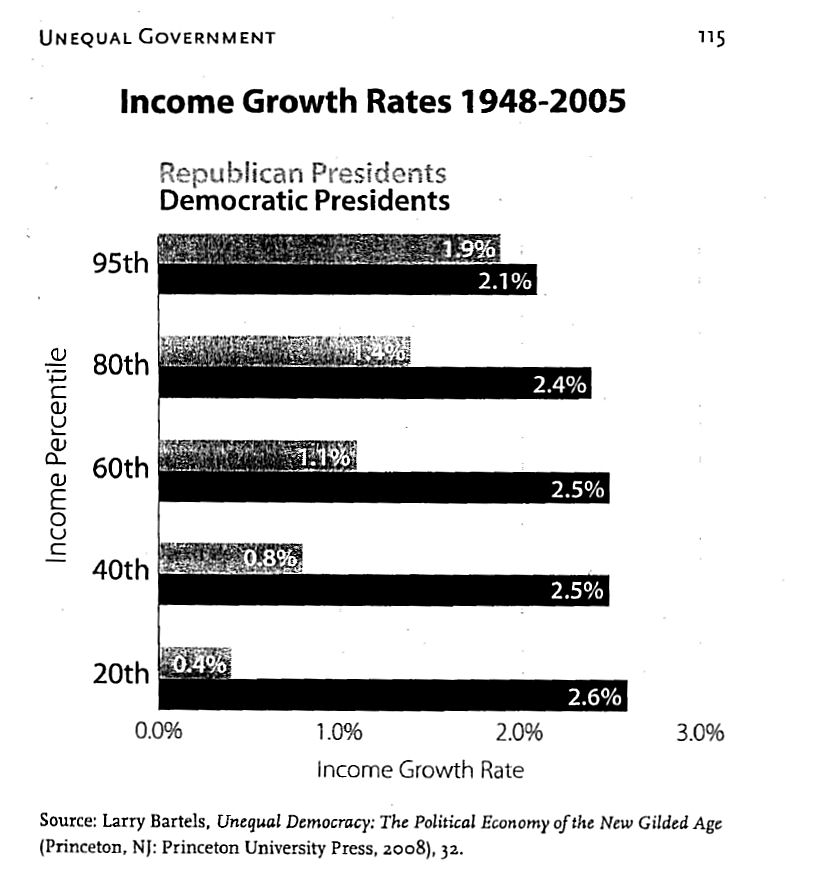 UNEQUAL GOVERNMENT 115
Income Growth Rates 1948-2005
Republican Presidents
Democratic Presidents
Income Percentile
95th
1.9%
2.1%
80th
1.4%
2.4%
60th
1.1%
2.5%
40th
0.8%
2.5%
20th
0.4%
2.6%
0.0% 1.0% 2.0% 3.0%
Income Growth Rate
Source: Larry Bartels, Unequal Democracy: The Political Economy of the New Gilded Age
(Princeton, NJ: Princeton University Press, 2008), 32.